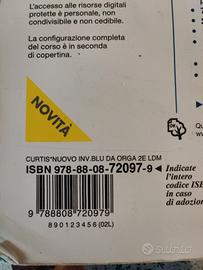 L'accesso alle risorse digitali
protette è personale, non
condivisibile e non cedibile.
La configurazione completa
del corso è in seconda
di copertina.
NOVITÀ
CURTIS*NUOVO INV.BLU DA ORGA 2E LDM
ISBN 978-88-08-72097-9
Indicate
l'intero
codice ISB
in caso
di adozion
9 788808 720979
890123456 (02L)
Subito.it